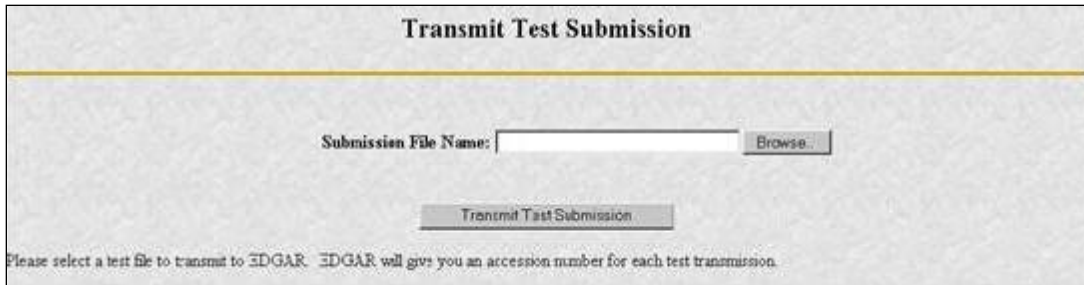 Transmit Test Submission
Submission File Name: Browse..
Transmit Test Submission
Please select a test file to transmit to EDGAR. EDGAR will give you an accession number for each test transmission.